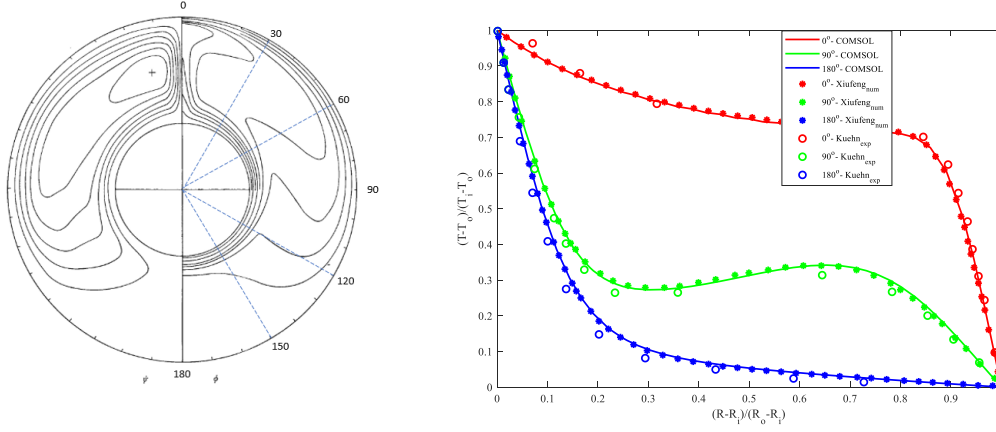 0
30
60
90
120
150
180
ψ
ϕ
1
0.9
0.8
0.7
0.6
0.5
0.4
0.3
0.2
0.1
0
(T-T_o)/(T_i-T_o)
0°- COMSOL
90°- COMSOL
180°- COMSOL
0°- Xiufeng_num
90°- Xiufeng_num
180°- Xiufeng_num
0°- Kuehn_exp
90°- Kuehn_exp
180°- Kuehn_exp
0 0.1 0.2 0.3 0.4 0.5 0.6 0.7 0.8 0.9
(R-R_i)/(R_o-R_i)